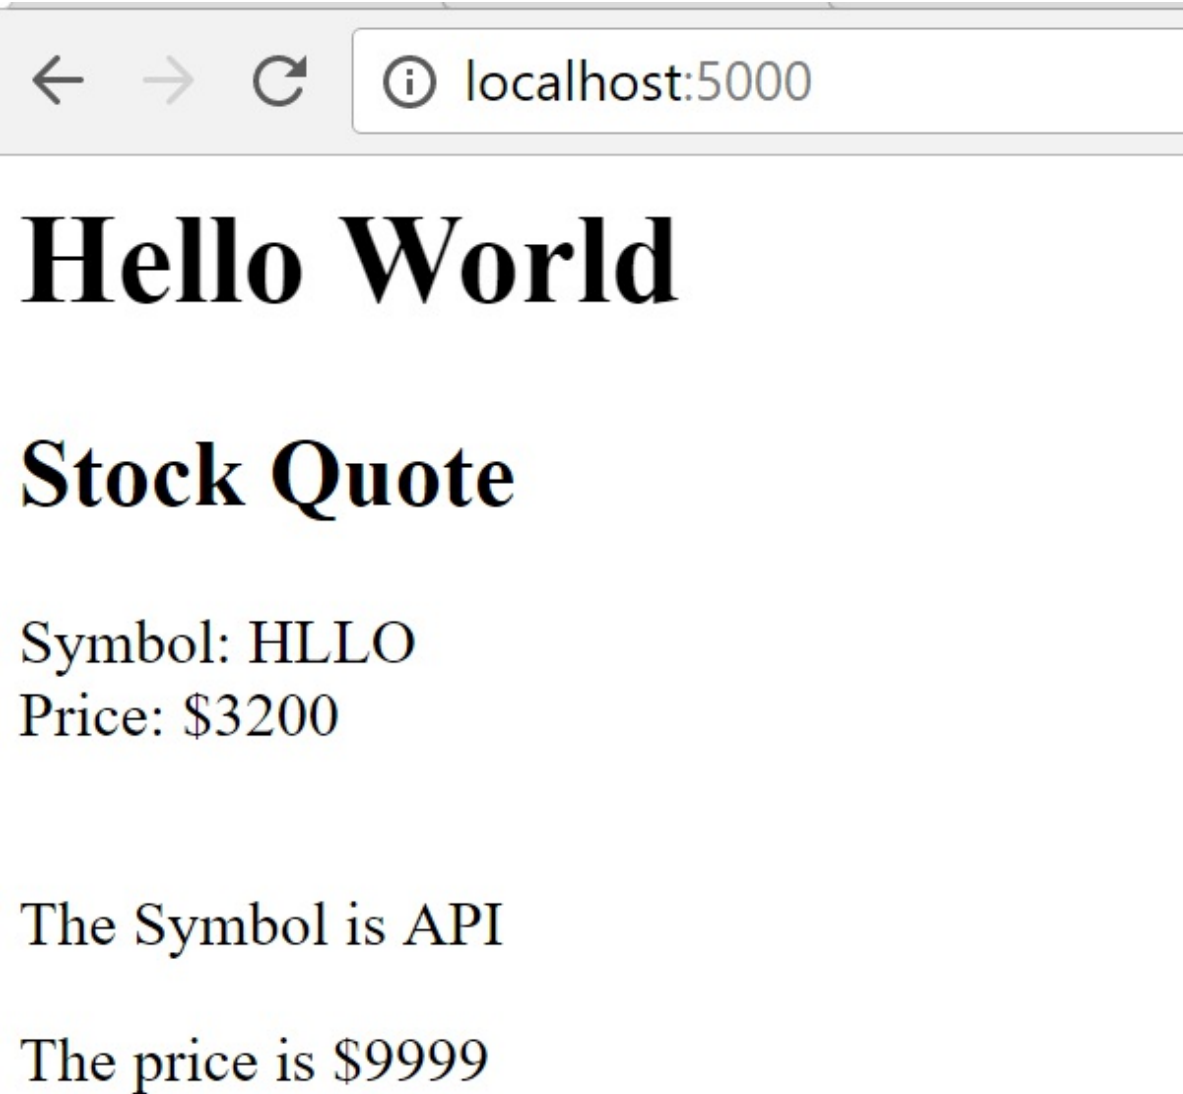 localhost:5000
Hello World
Stock Quote
Symbol: HLLO
Price: $3200
The Symbol is API
The price is $9999